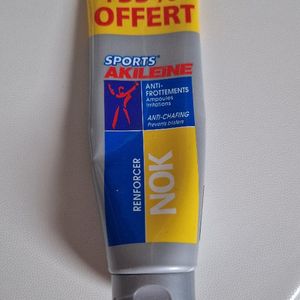 OFFERT
SPORTS
AKILEINE
ANTI-
FROTTEMENTS
Ampoules
Irritations
ANTI-CHAFING
Prevents blisters
RENFORCER
NOK